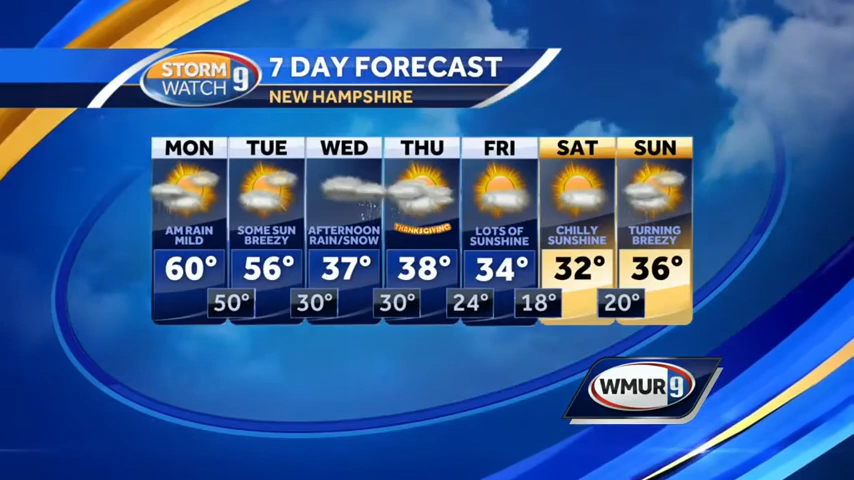 STORM
WATCH 9
7 DAY FORECAST
NEW HAMPSHIRE
MON TUE WED THU FRI SAT SUN
AM RAIN
MILD
SOME SUN
BREEZY
AFTERNOON
RAIN/SNOW
THANKSGIVING
LOTS OF
SUNSHINE
CHILLY
SUNSHINE
TURNING
BREEZY
60° 56° 37° 38° 34° 32° 36°
50° 30° 30° 24° 18° 20°
WMUR9